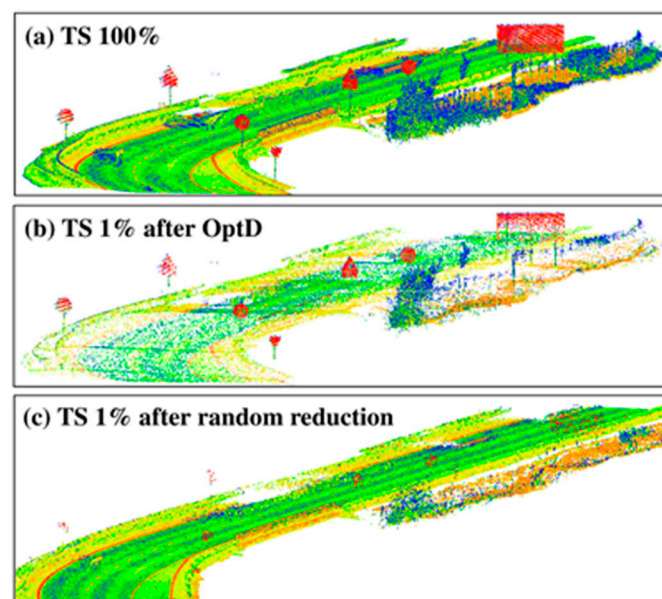 (a) TS 100%
(b) TS 1% after OptD
(c) TS 1% after random reduction